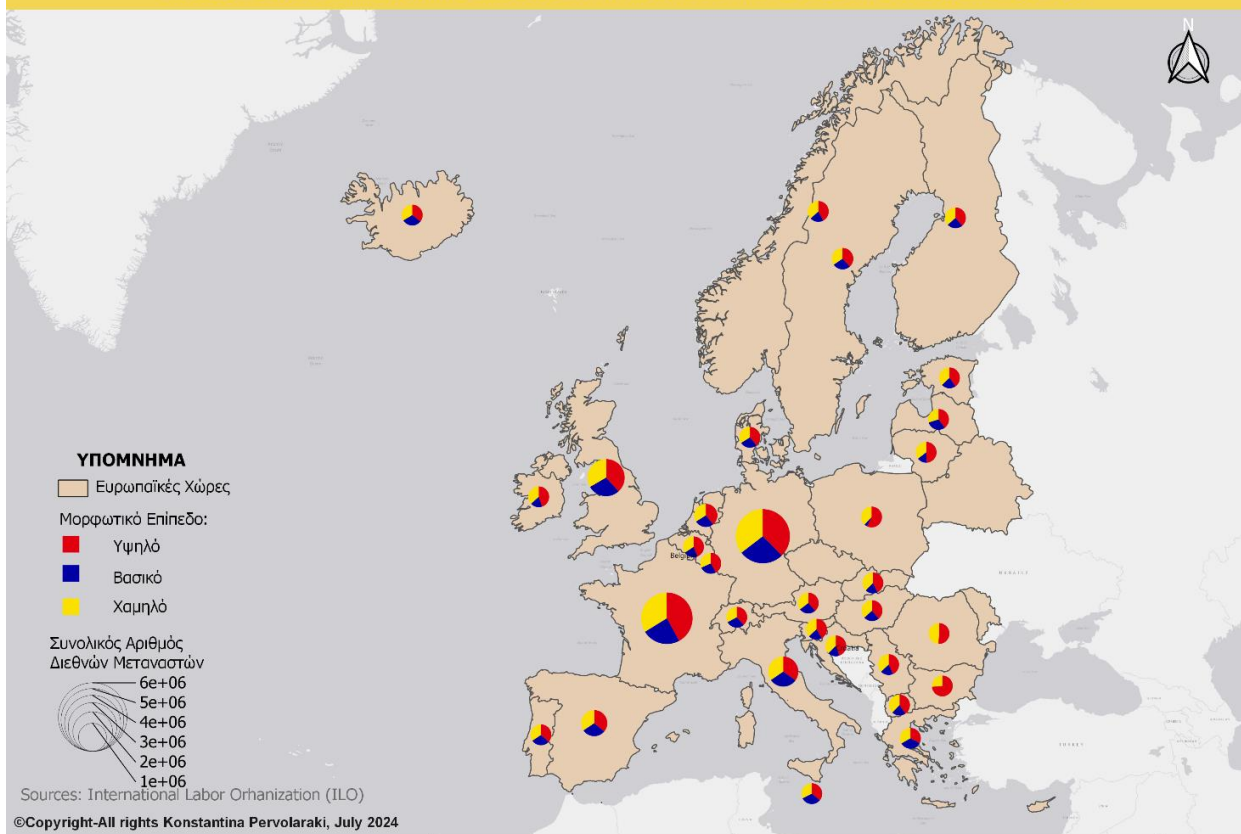 N
ΥΠΟΜΝΗΜΑ
Ευρωπαϊκές Χώρες
Μορφωτικό Επίπεδο:
Υψηλό
Βασικό
Χαμηλό
Συνολικός Αριθμός
Διεθνών Μεταναστών
6e+06
5e+06
4e+06
3e+06
2e+06
1e+06
Sources: International Labor Orhanization (ILO)
©Copyright-All rights Konstantina Pervolaraki, July 2024